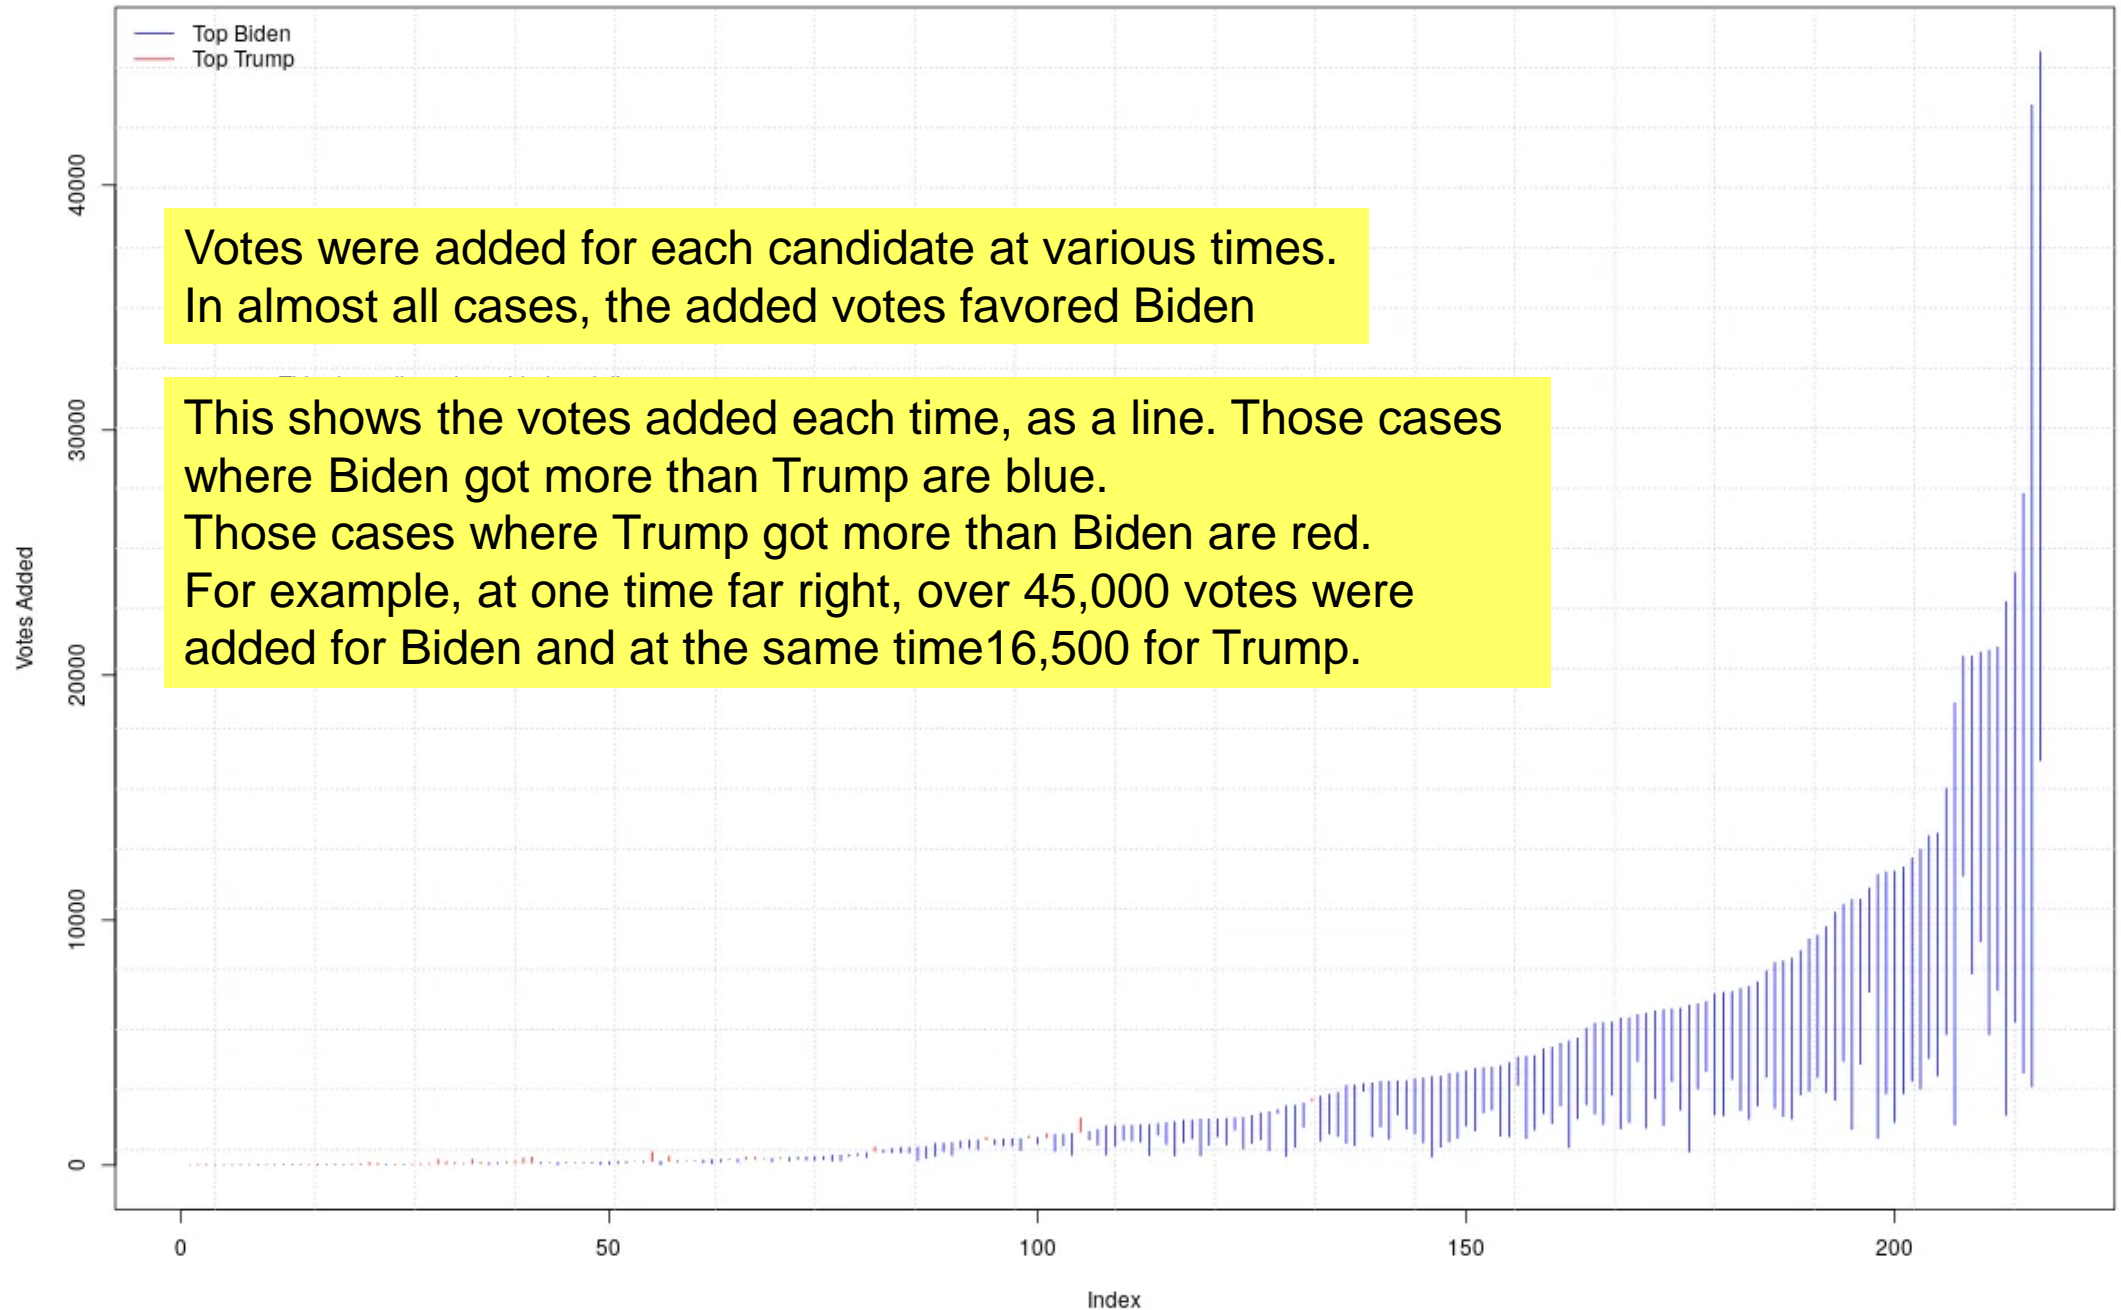 Top Biden
Top Trump
Votes were added for each candidate at various times.
In almost all cases, the added votes favored Biden
This shows the votes added each time, as a line. Those cases
where Biden got more than Trump are blue.
Those cases where Trump got more than Biden are red.
For example, at one time far right, over 45,000 votes were
added for Biden and at the same time16,500 for Trump.
Votes Added
40000
30000
20000
10000
0
0
50
100
150
200
Index